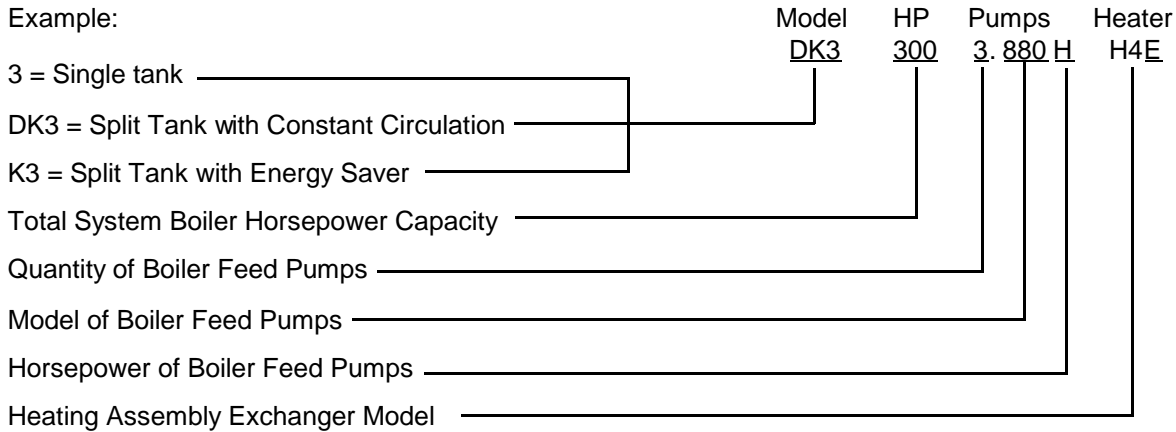 Example: Model HP Pumps Heater
DK3 300 3. 880 H H4E
3 = Single tank
DK3 = Split Tank with Constant Circulation
K3 = Split Tank with Energy Saver
Total System Boiler Horsepower Capacity
Quantity of Boiler Feed Pumps
Model of Boiler Feed Pumps
Horsepower of Boiler Feed Pumps
Heating Assembly Exchanger Model